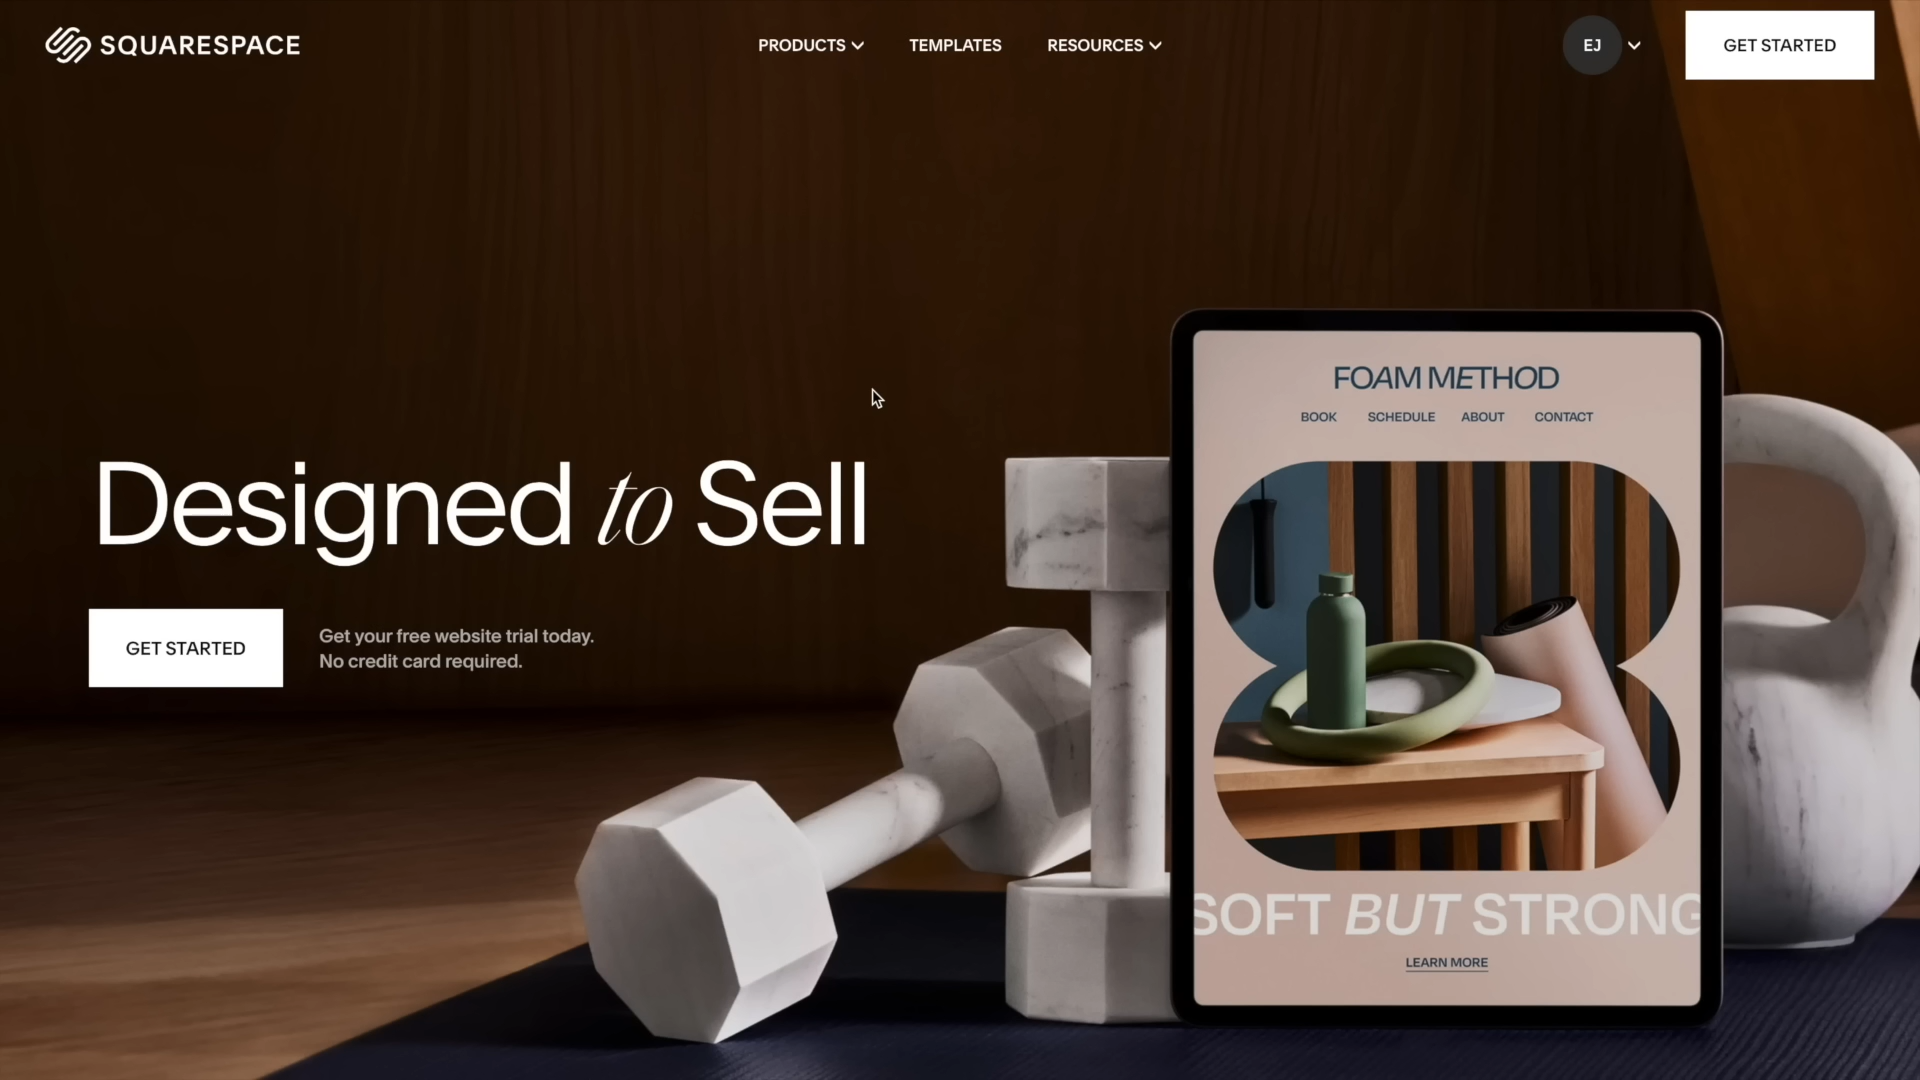 SQUARESPACE
PRODUCTS
TEMPLATES
RESOURCES
EJ
GET STARTED
Designed to Sell
GET STARTED
Get your free website trial today.
No credit card required.
FOAM METHOD
BOOK SCHEDULE ABOUT CONTACT
SOFT BUT STRONG
LEARN MORE